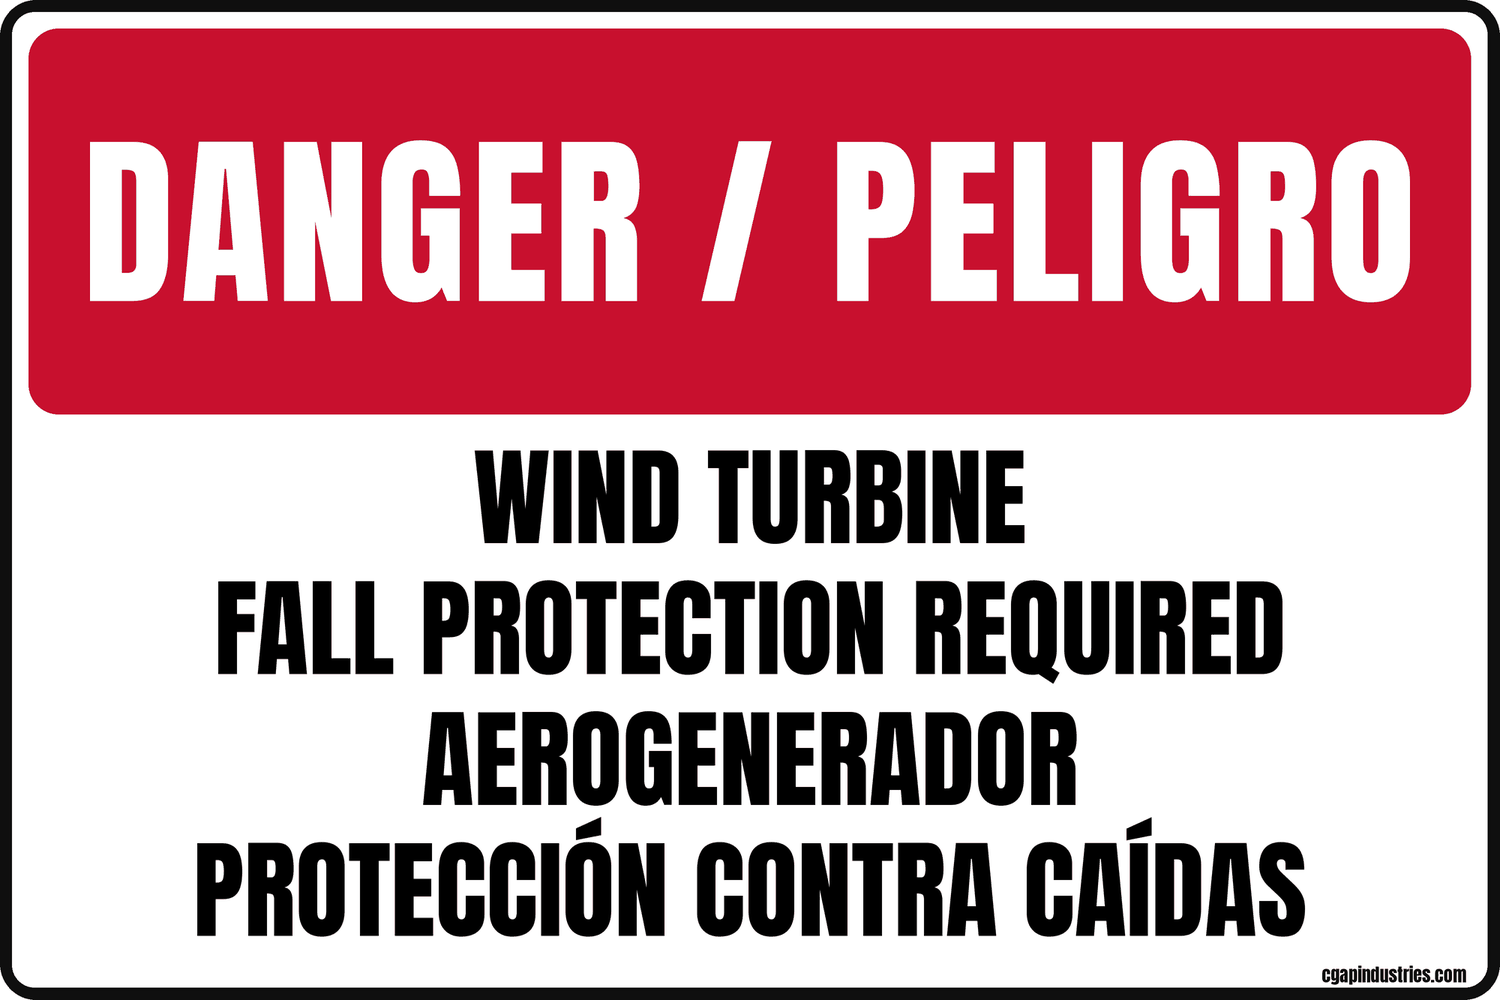 DANGER / PELIGRO
WIND TURBINE
FALL PROTECTION REQUIRED
AEROGENERADOR
PROTECCIÓN CONTRA CAÍDAS
cgapindustries.com